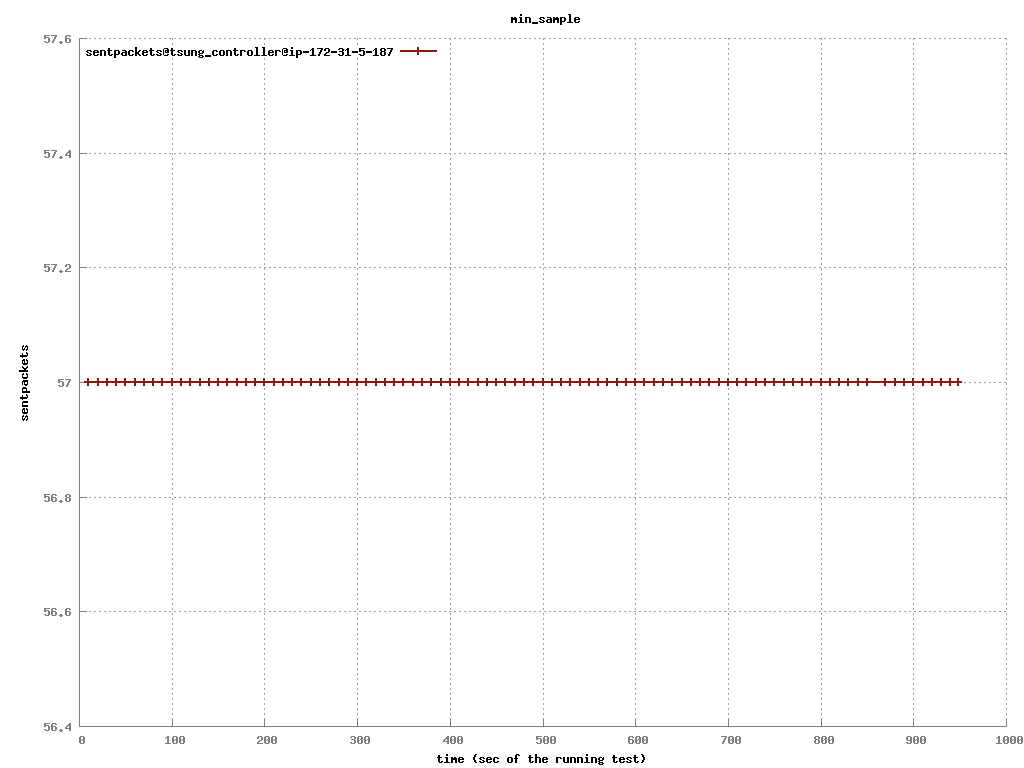 min_sample
57.6
sentpackets@tsung_controller@ip-172-31-5-187
57.4
57.2
57
56.8
56.6
56.4
sentpackets
0 100 200 300 400 500 600 700 800 900 1000
time (sec of the running test)